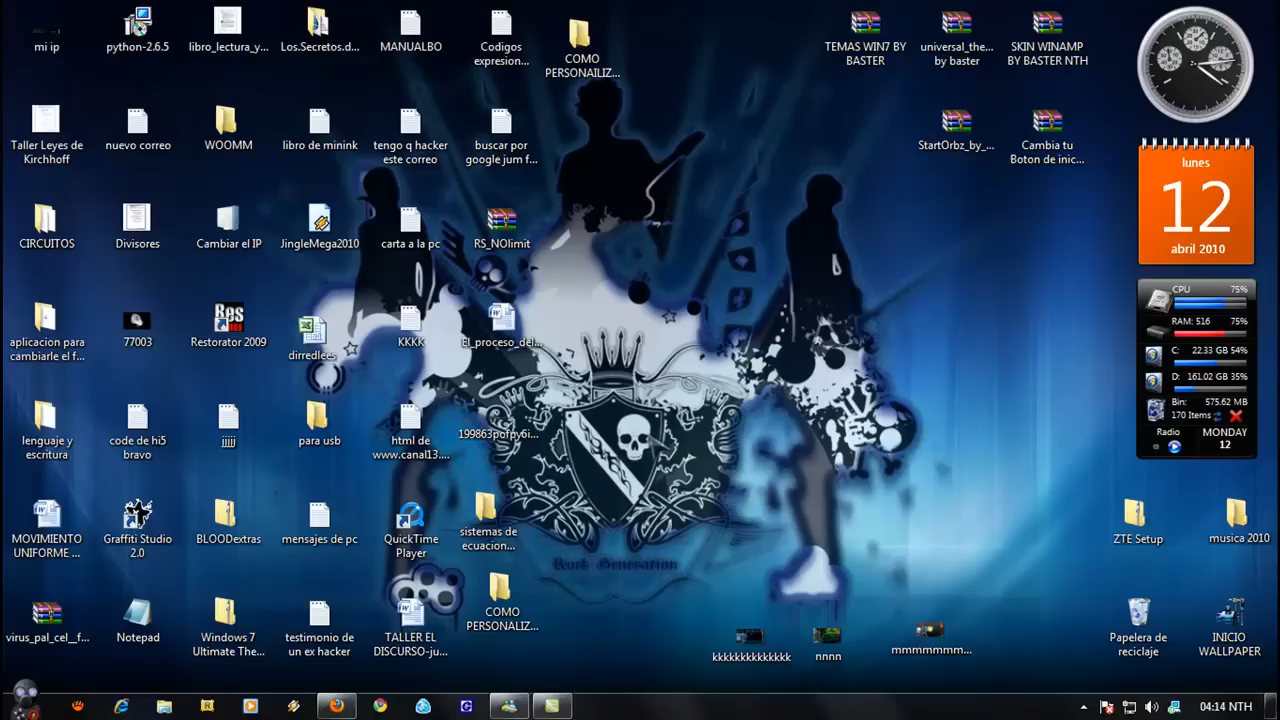 mi ip
python-2.6.5
libro_lectura_y...
Los.Secretos.d...
MANUALBO
Codigos
expresion...
COMO
PERSONAILIZ...
TEMAS WIN7 BY
BASTER
universal_the...
by baster
SKIN WINAMP
BY BASTER NTH
Taller Leyes de
Kirchhoff
nuevo correo
WOOMM
libro de minink
tengo q hacker
este correo
buscar por
google jum f...
StartOrbz_by_...
Cambia tu
Boton de inic...
lunes
12
abril 2010
CIRCUITOS
Divisores
Cambiar el IP
JingleMega2010
carta a la pc
RS_NOlimit
CPU 75%
RAM: 516 75%
C: 22.33 GB 54%
D: 161.02 GB 35%
Bin: 575.62 MB
170 Items
Radio
MONDAY
12
aplicacion para
cambiarle el f...
77003
Res
Restorator 2009
dirredlees
KKKK
El_proceso_del...
lenguaje y
escritura
code de hi5
bravo
jjjjj
para usb
html de
www.canal13....
MOVIMIENTO
UNIFORME ...
Graffiti Studio
2.0
BLOODextras
mensajes de pc
QuickTime
Player
sistemas de
ecuacion...
Rock Generation
ZTE Setup
musica 2010
virus_pal_cel__f...
Notepad
Windows 7
Ultimate The...
testimonio de
un ex hacker
TALLER EL
DISCURSO-ju...
COMO
PERSONALIZ...
kkkkkkkkkkkkkk
nnnn
mmmmmmm...
Papelera de
reciclaje
INICIO
WALLPAPER
04:14 NTH